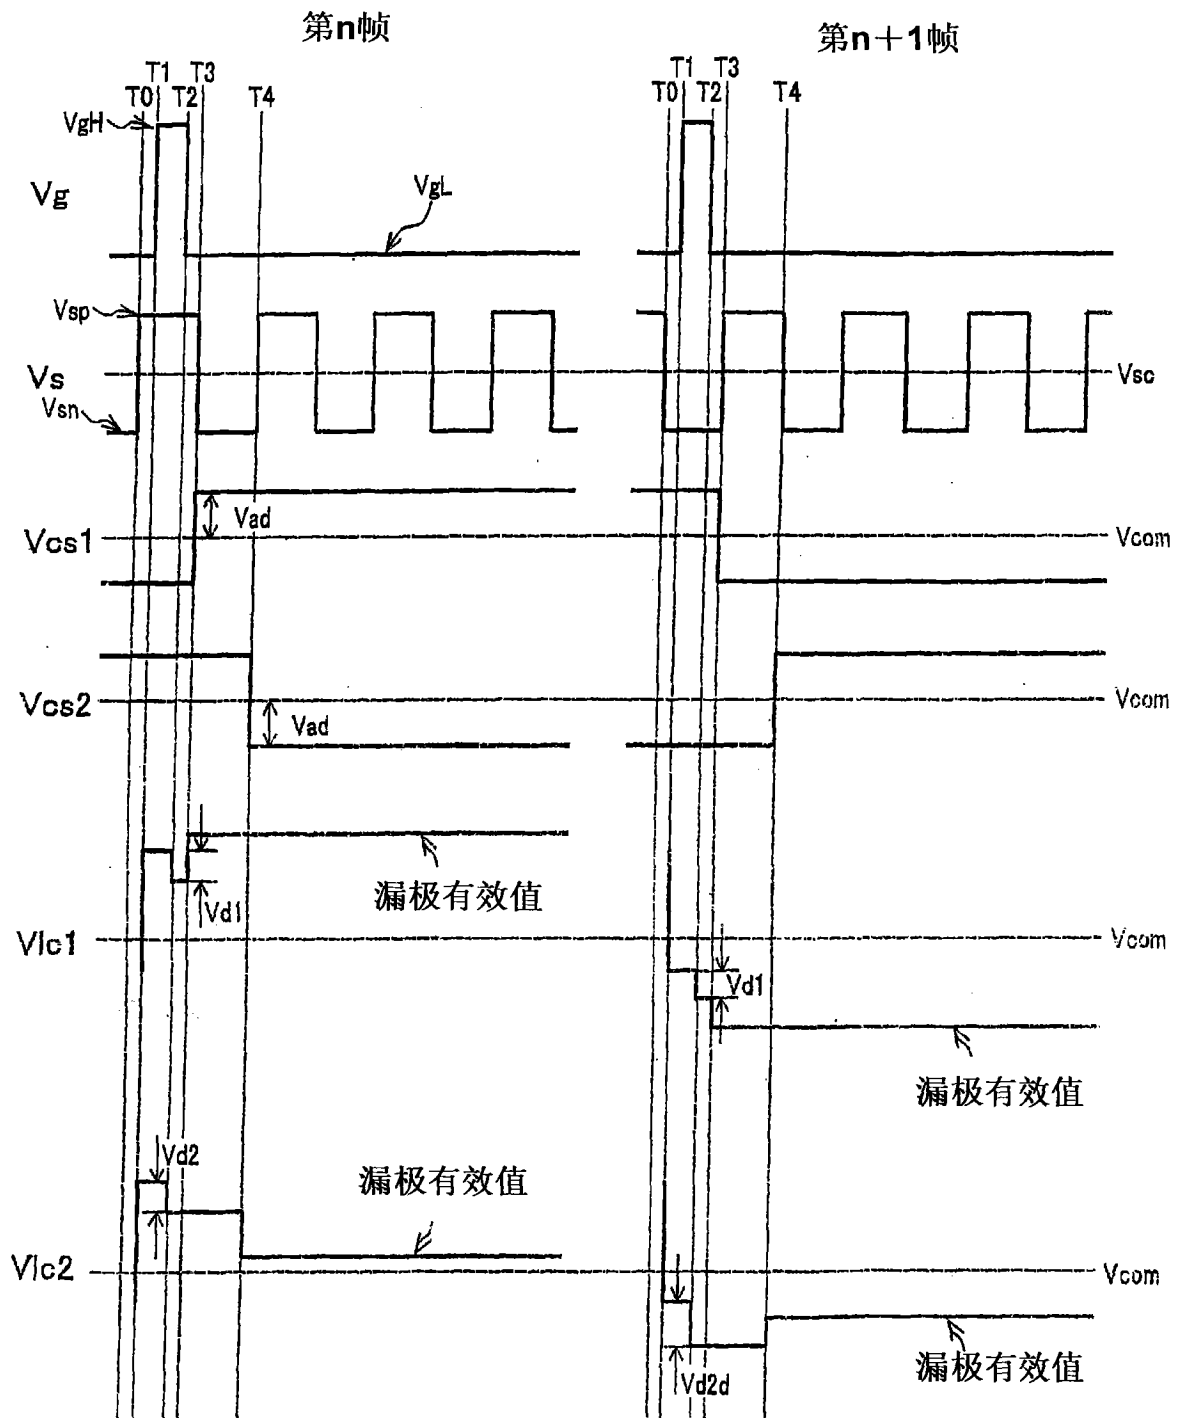 第n帧
第n＋1帧
T1 T3
T0 T2 T4
T1 T3
T0 T2 T4
VgH
Vg
VgL
Vsp
Vs
Vsc
Vsn
Vad
Vcs1
Vcom
Vcs2
Vcom
Vad
漏极有效值
Vd1
Vlc1
Vcom
Vd1
漏极有效值
Vd2
漏极有效值
Vlc2
Vcom
漏极有效值
Vd2d